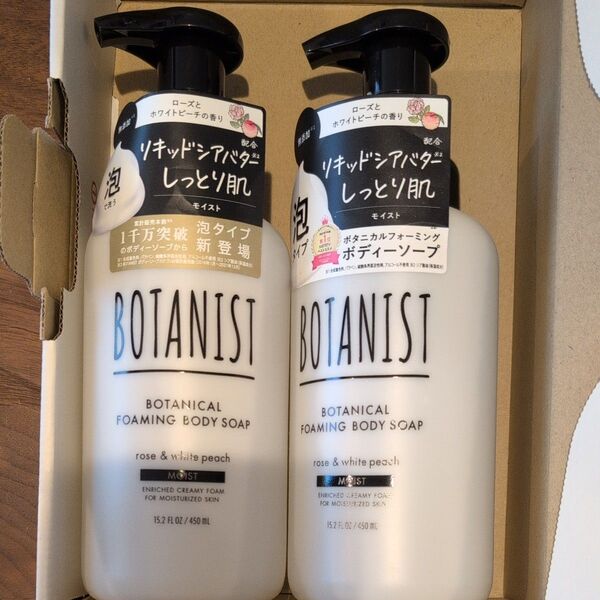 ローズと
ホワイトピーチの香り
配合
リキッドシアバター※2
しっとり肌
モイスト
泡
で洗う
1千万突破
のボディーソープから
泡タイプ
新登場
BOTANIST
BOTANICAL
FOAMING BODY SOAP
rose & white peach
MOIST
ENRICHED CREAMY FOAM
FOR MOISTURIZED SKIN
15.2 FL OZ / 450 mL
ローズと
ホワイトピーチの香り
配合
リキッドシアバター※2
しっとり肌
モイスト
泡
タイプ
ボタニカルフォーミング
ボディーソープ
BOTANIST
BOTANICAL
FOAMING BODY SOAP
rose & white peach
MOIST
ENRICHED CREAMY FOAM
FOR MOISTURIZED SKIN
15.2 FL OZ / 450 mL